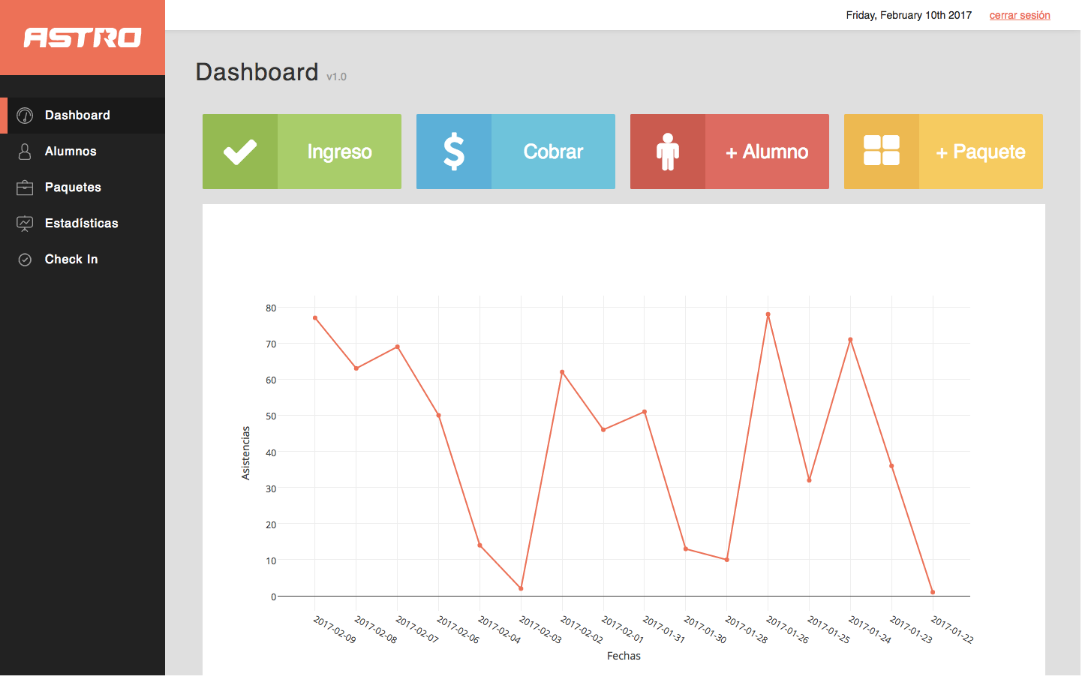 ASTRO
Friday, February 10th 2017 cerrar sesión
Dashboard
Alumnos
Paquetes
Estadísticas
Check In
Dashboard v1.0
Ingreso
Cobrar
+ Alumno
+ Paquete
80
70
60
50
40
30
20
10
0
Asistencias
2017-02-09
2017-02-08
2017-02-07
2017-02-06
2017-02-04
2017-02-03
2017-02-02
2017-02-01
2017-01-31
2017-01-30
2017-01-28
2017-01-26
2017-01-25
2017-01-24
2017-01-23
2017-01-22
Fechas